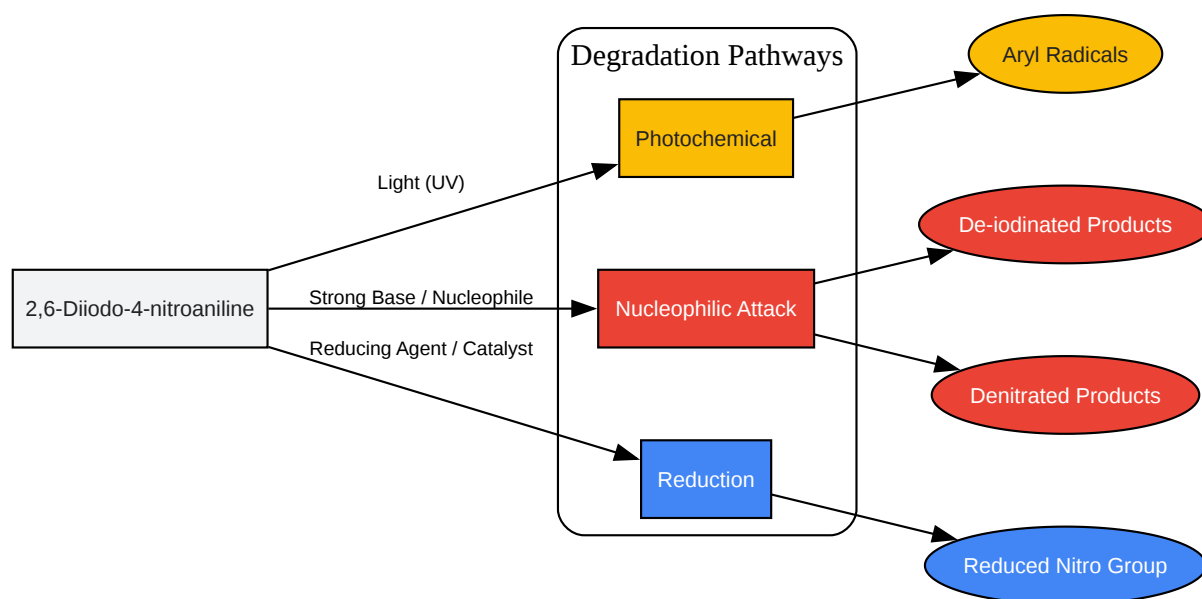 Degradation Pathways
Aryl Radicals
Photochemical
Light (UV)
De-iodinated Products
2,6-Diiodo-4-nitroaniline
Strong Base / Nucleophile
Nucleophilic Attack
Reducing Agent / Catalyst
Denitrated Products
Reduction
Reduced Nitro Group